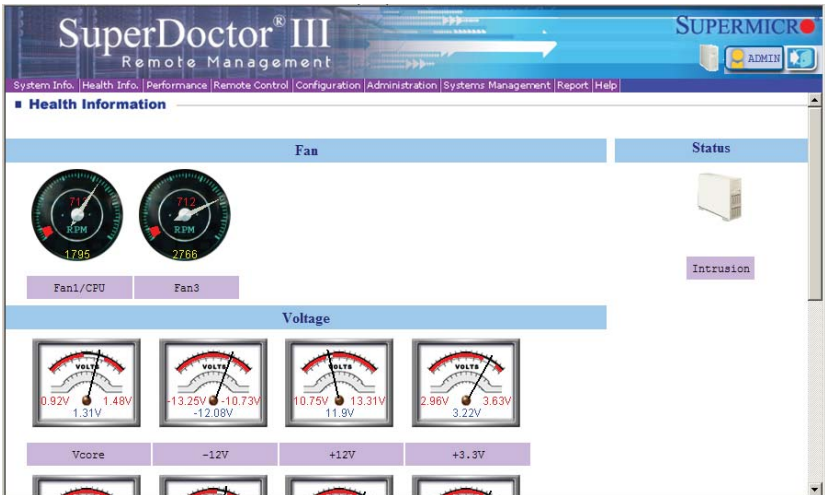 SuperDoctor® III
Remote Management
SUPERMICRO
ADMIN
System Info. Health Info. Performance Remote Control Configuration Administration Systems Management Report Help
Health Information
Fan Status
712 712
RPM RPM
1795 2766
Fan1/CPU Fan3
Intrusion
Voltage
VOLTS VOLTS VOLTS VOLTS
0.92V 1.48V -13.25V -10.73V 10.75V 13.31V 2.96V 3.63V
1.31V -12.08V 11.9V 3.22V
Vcore -12V +12V +3.3V